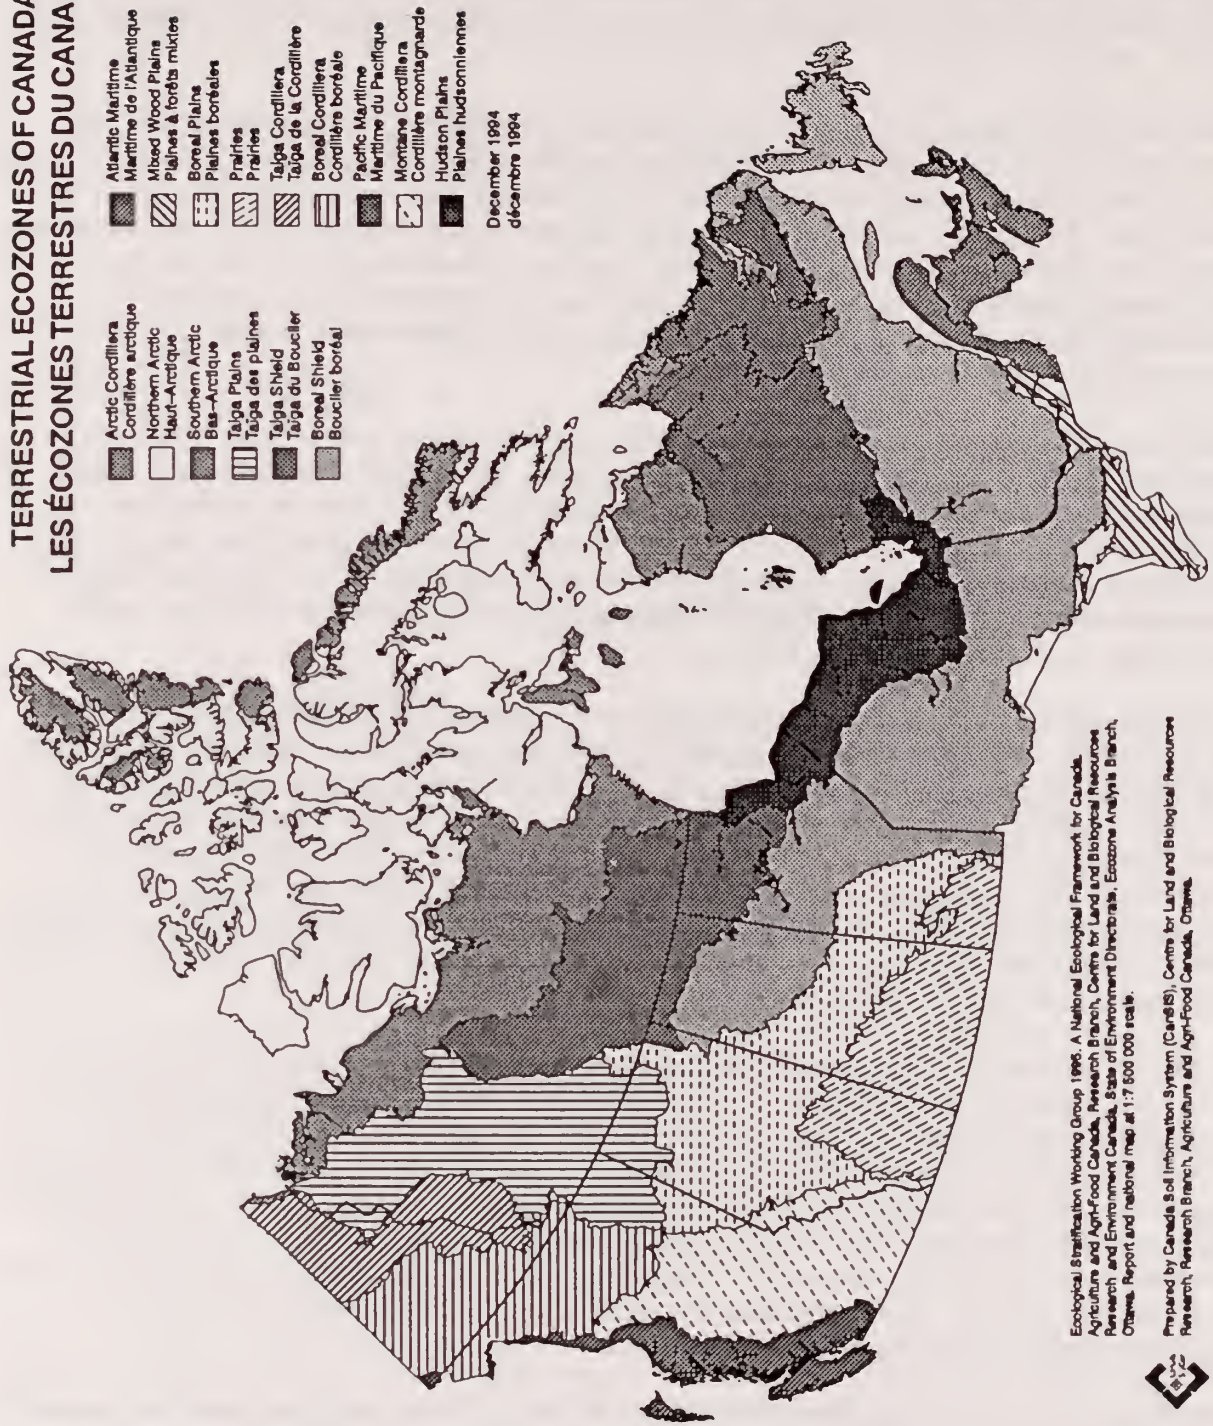 TERRESTRIAL ECOZONES OF CANADA
LES ÉCOZONES TERRESTRES DU CANA
Arctic Cordillera
Cordillère arctique
Northern Arctic
Haut-Arctique
Southern Arctic
Bas-Arctique
Taiga Plains
Taïga des plaines
Taiga Shield
Taïga du Bouclier
Boreal Shield
Bouclier boréal
Atlantic Maritime
Maritime de l'Atlantique
Mixed Wood Plains
Plaines à forêts mixtes
Boreal Plains
Plaines boréales
Prairies
Prairies
Taiga Cordillera
Taïga de la Cordillère
Boreal Cordillera
Cordillère boréale
Pacific Maritime
Maritime du Pacifique
Montane Cordillera
Cordillère montagnarde
Hudson Plains
Plaines hudsonniennes
December 1994
décembre 1994
Ecological Stratification Working Group 1995. A National Ecological Framework for Canada.
Agriculture and Agri-Food Canada, Research Branch, Centre for Land and Biological Resources
Research and Environment Canada, State of Environment Directorate, Ecozone Analysis Branch,
Ottawa. Report and national map at 1:7 500 000 scale.
Prepared by Canada Soil Information System (CanSIS), Centre for Land and Biological Resources
Research, Research Branch, Agriculture and Agri-Food Canada, Ottawa.